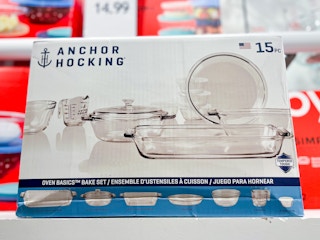 14.99
ANCHOR
HOCKING
15PC
OVEN BASICS™ BAKE SET / ENSEMBLE D'USTENSILES À CUISSON / JUEGO PARA HORNEAR